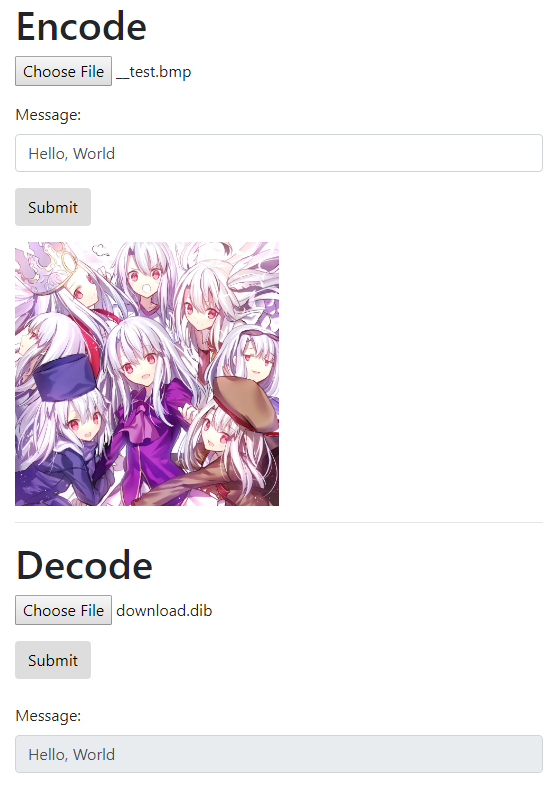 Encode
Choose File __test.bmp
Message:
Hello, World
Submit
Decode
Choose File download.dib
Submit
Message:
Hello, World